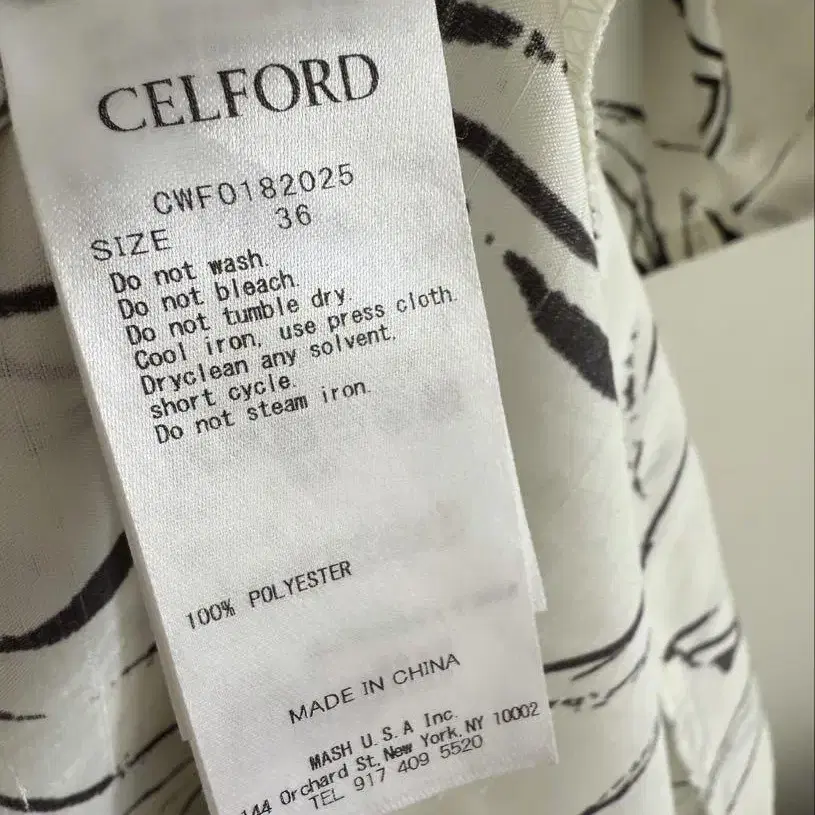 CELFORD
CWFO182025
SIZE 36
Do not wash.
Do not bleach.
Do not tumble dry.
Cool iron, use press cloth.
Dryclean any solvent.
short cycle.
Do not steam iron.
100% POLYESTER
MADE IN CHINA
MASH U.S.A Inc.
144 Orchard St, New York, NY 10002
TEL 917 409 5520